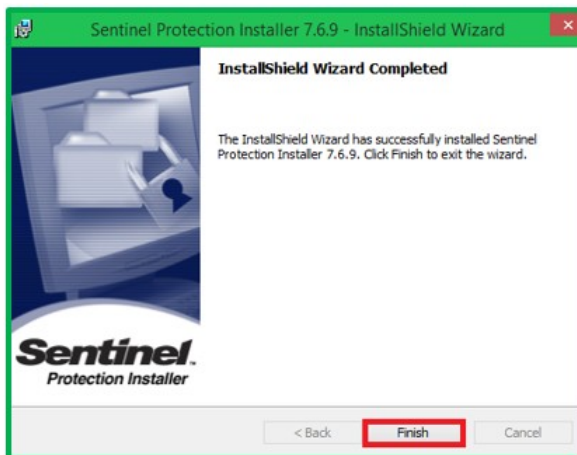 Sentinel Protection Installer 7.6.9 - InstallShield Wizard
InstallShield Wizard Completed
The InstallShield Wizard has successfully installed Sentinel
Protection Installer 7.6.9. Click Finish to exit the wizard.
Sentinel™
Protection Installer
< Back Finish Cancel